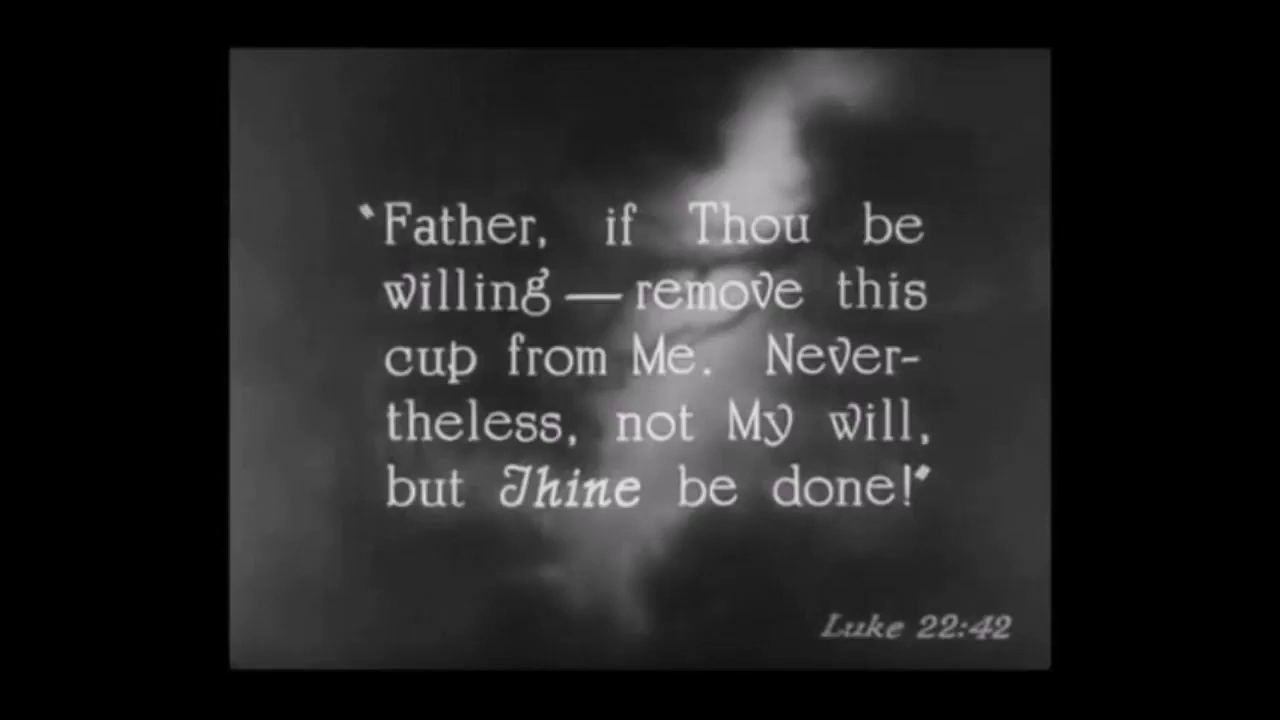 "Father, if Thou be
willing — remove this
cup from Me. Never-
theless, not My will,
but Thine be done!"
Luke 22:42